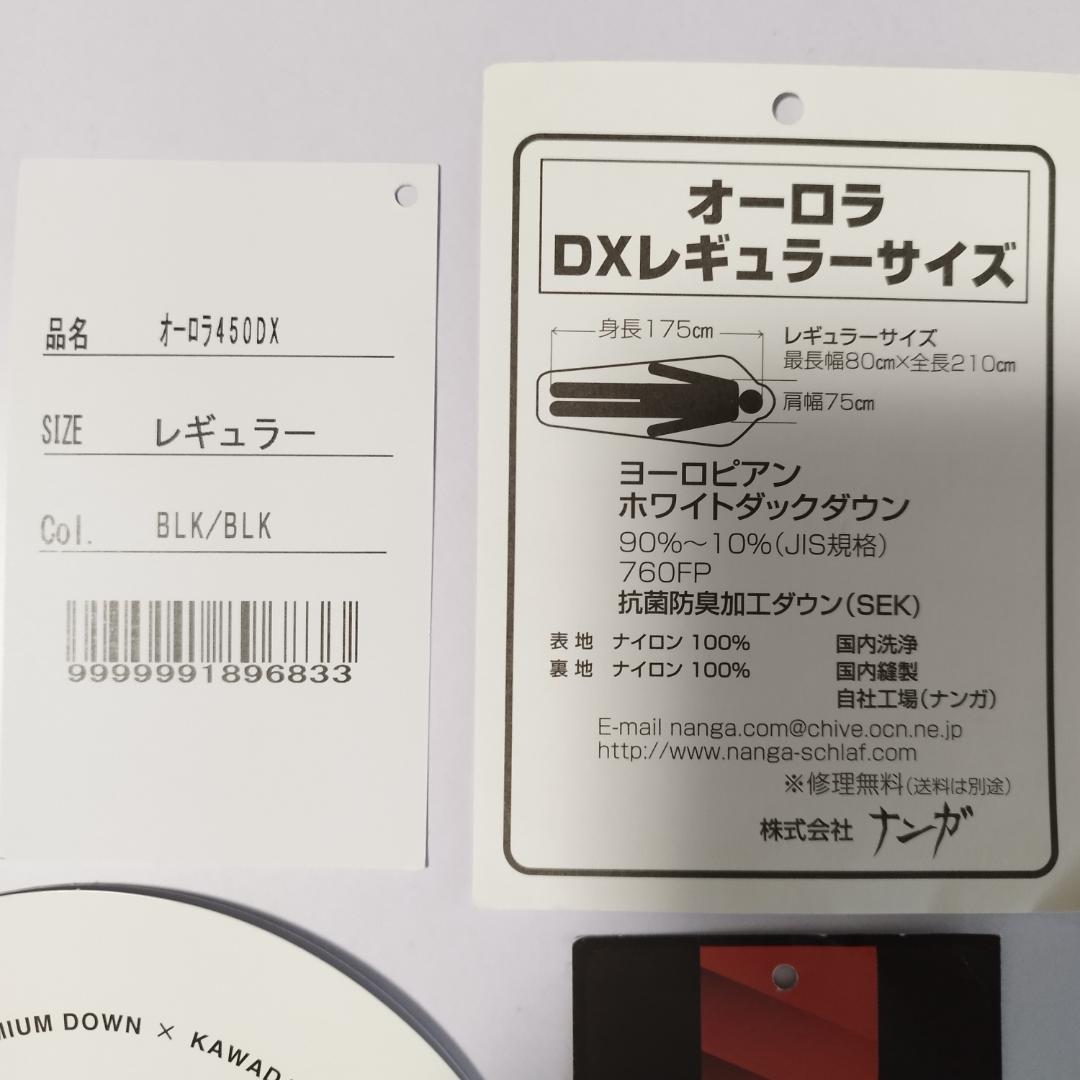 品名 オーロラ450DX
SIZE レギュラー
Col. BLK/BLK
9999991896833
オーロラ
DXレギュラーサイズ
身長175㎝
レギュラーサイズ
最長幅80㎝×全長210㎝
肩幅75㎝
ヨーロピアン
ホワイトダックダウン
90%〜10%(JIS規格)
760FP
抗菌防臭加工ダウン(SEK)
表地 ナイロン 100% 国内洗浄
裏地 ナイロン 100% 国内縫製
自社工場(ナンガ)
E-mail nanga.com@chive.ocn.ne.jp
http://www.nanga-schlaf.com
※修理無料(送料は別途)
株式会社 ナンガ
DOWN ×